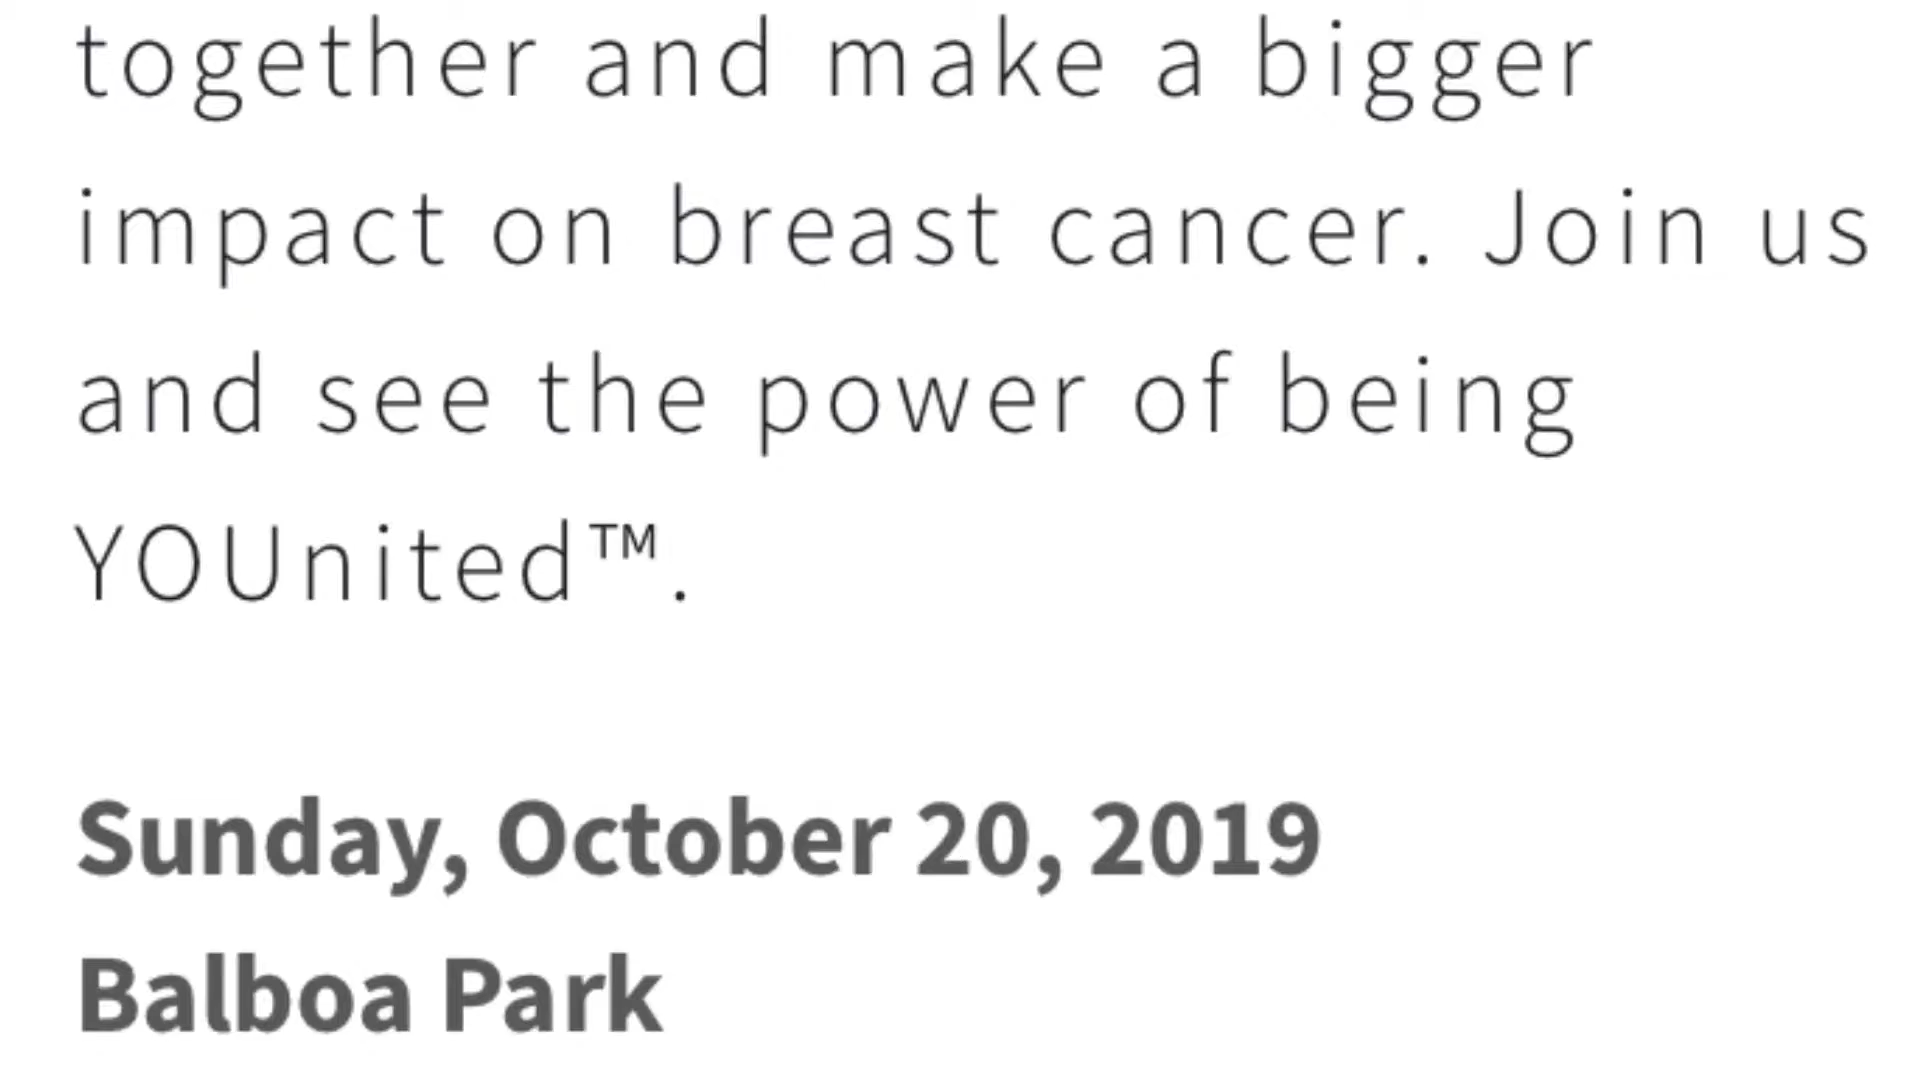 together and make a bigger
impact on breast cancer. Join us
and see the power of being
YOUnited™.
Sunday, October 20, 2019
Balboa Park